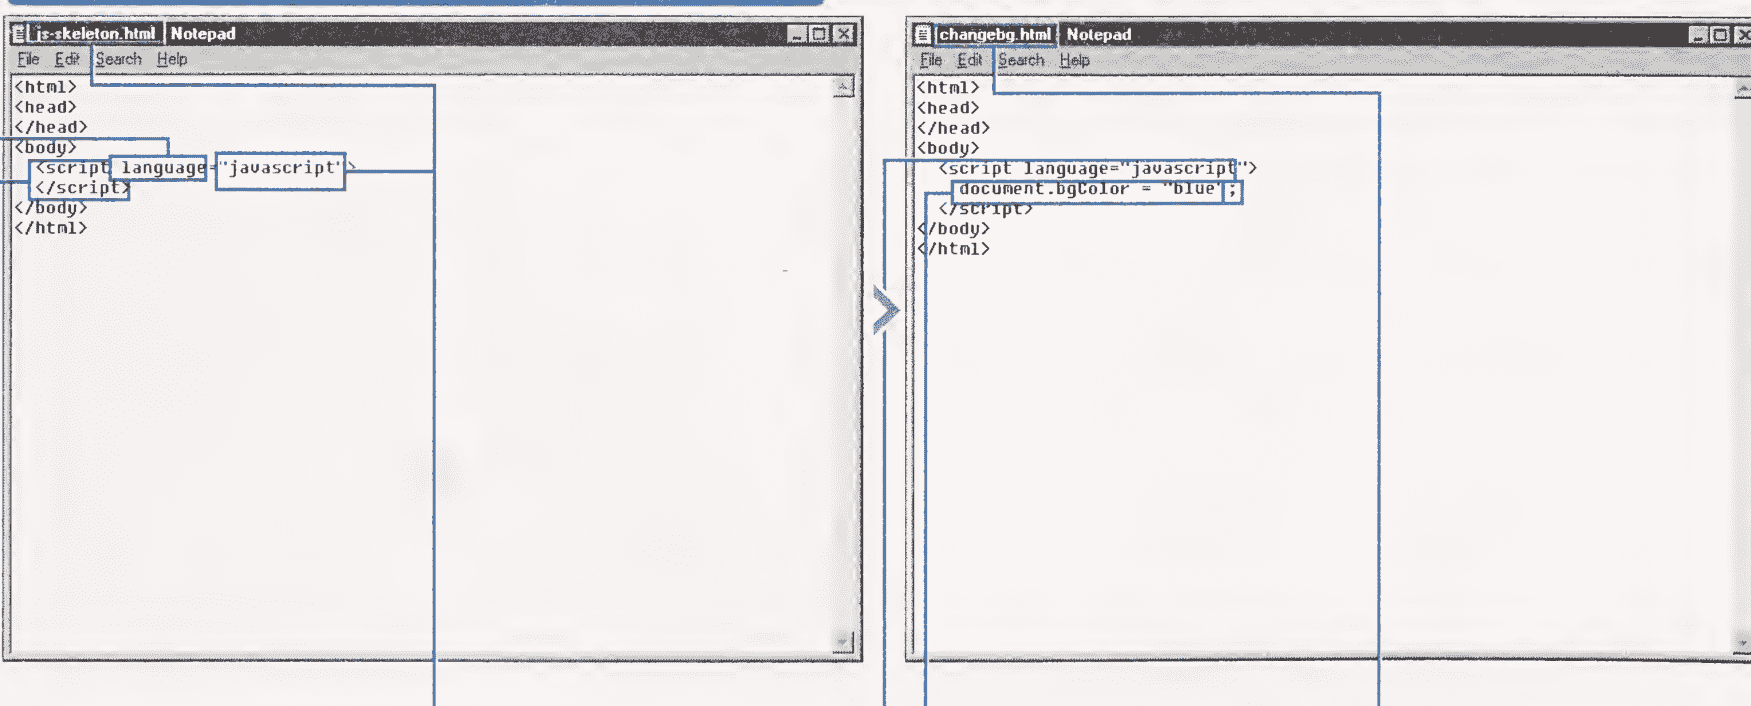 js-skeleton.html Notepad
File Edit Search Help
<html>
<head>
</head>
<body>
<script language="javascript">
</script>
</body>
</html>
changebg.html Notepad
File Edit Search Help
<html>
<head>
</head>
<body>
<script language="javascript">
document.bgColor = "blue";
</script>
</body>
</html>